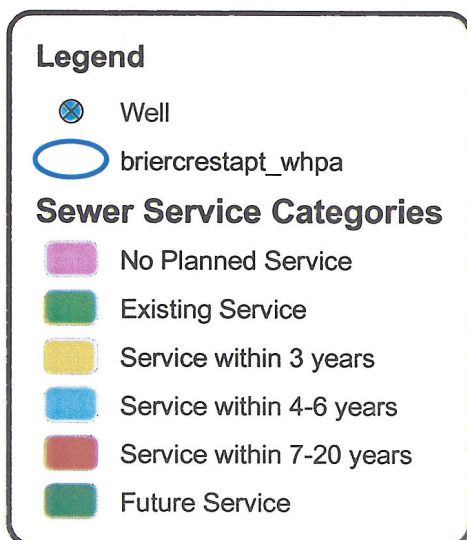 Legend
Well
briercrestapt_whpa
Sewer Service Categories
No Planned Service
Existing Service
Service within 3 years
Service within 4-6 years
Service within 7-20 years
Future Service